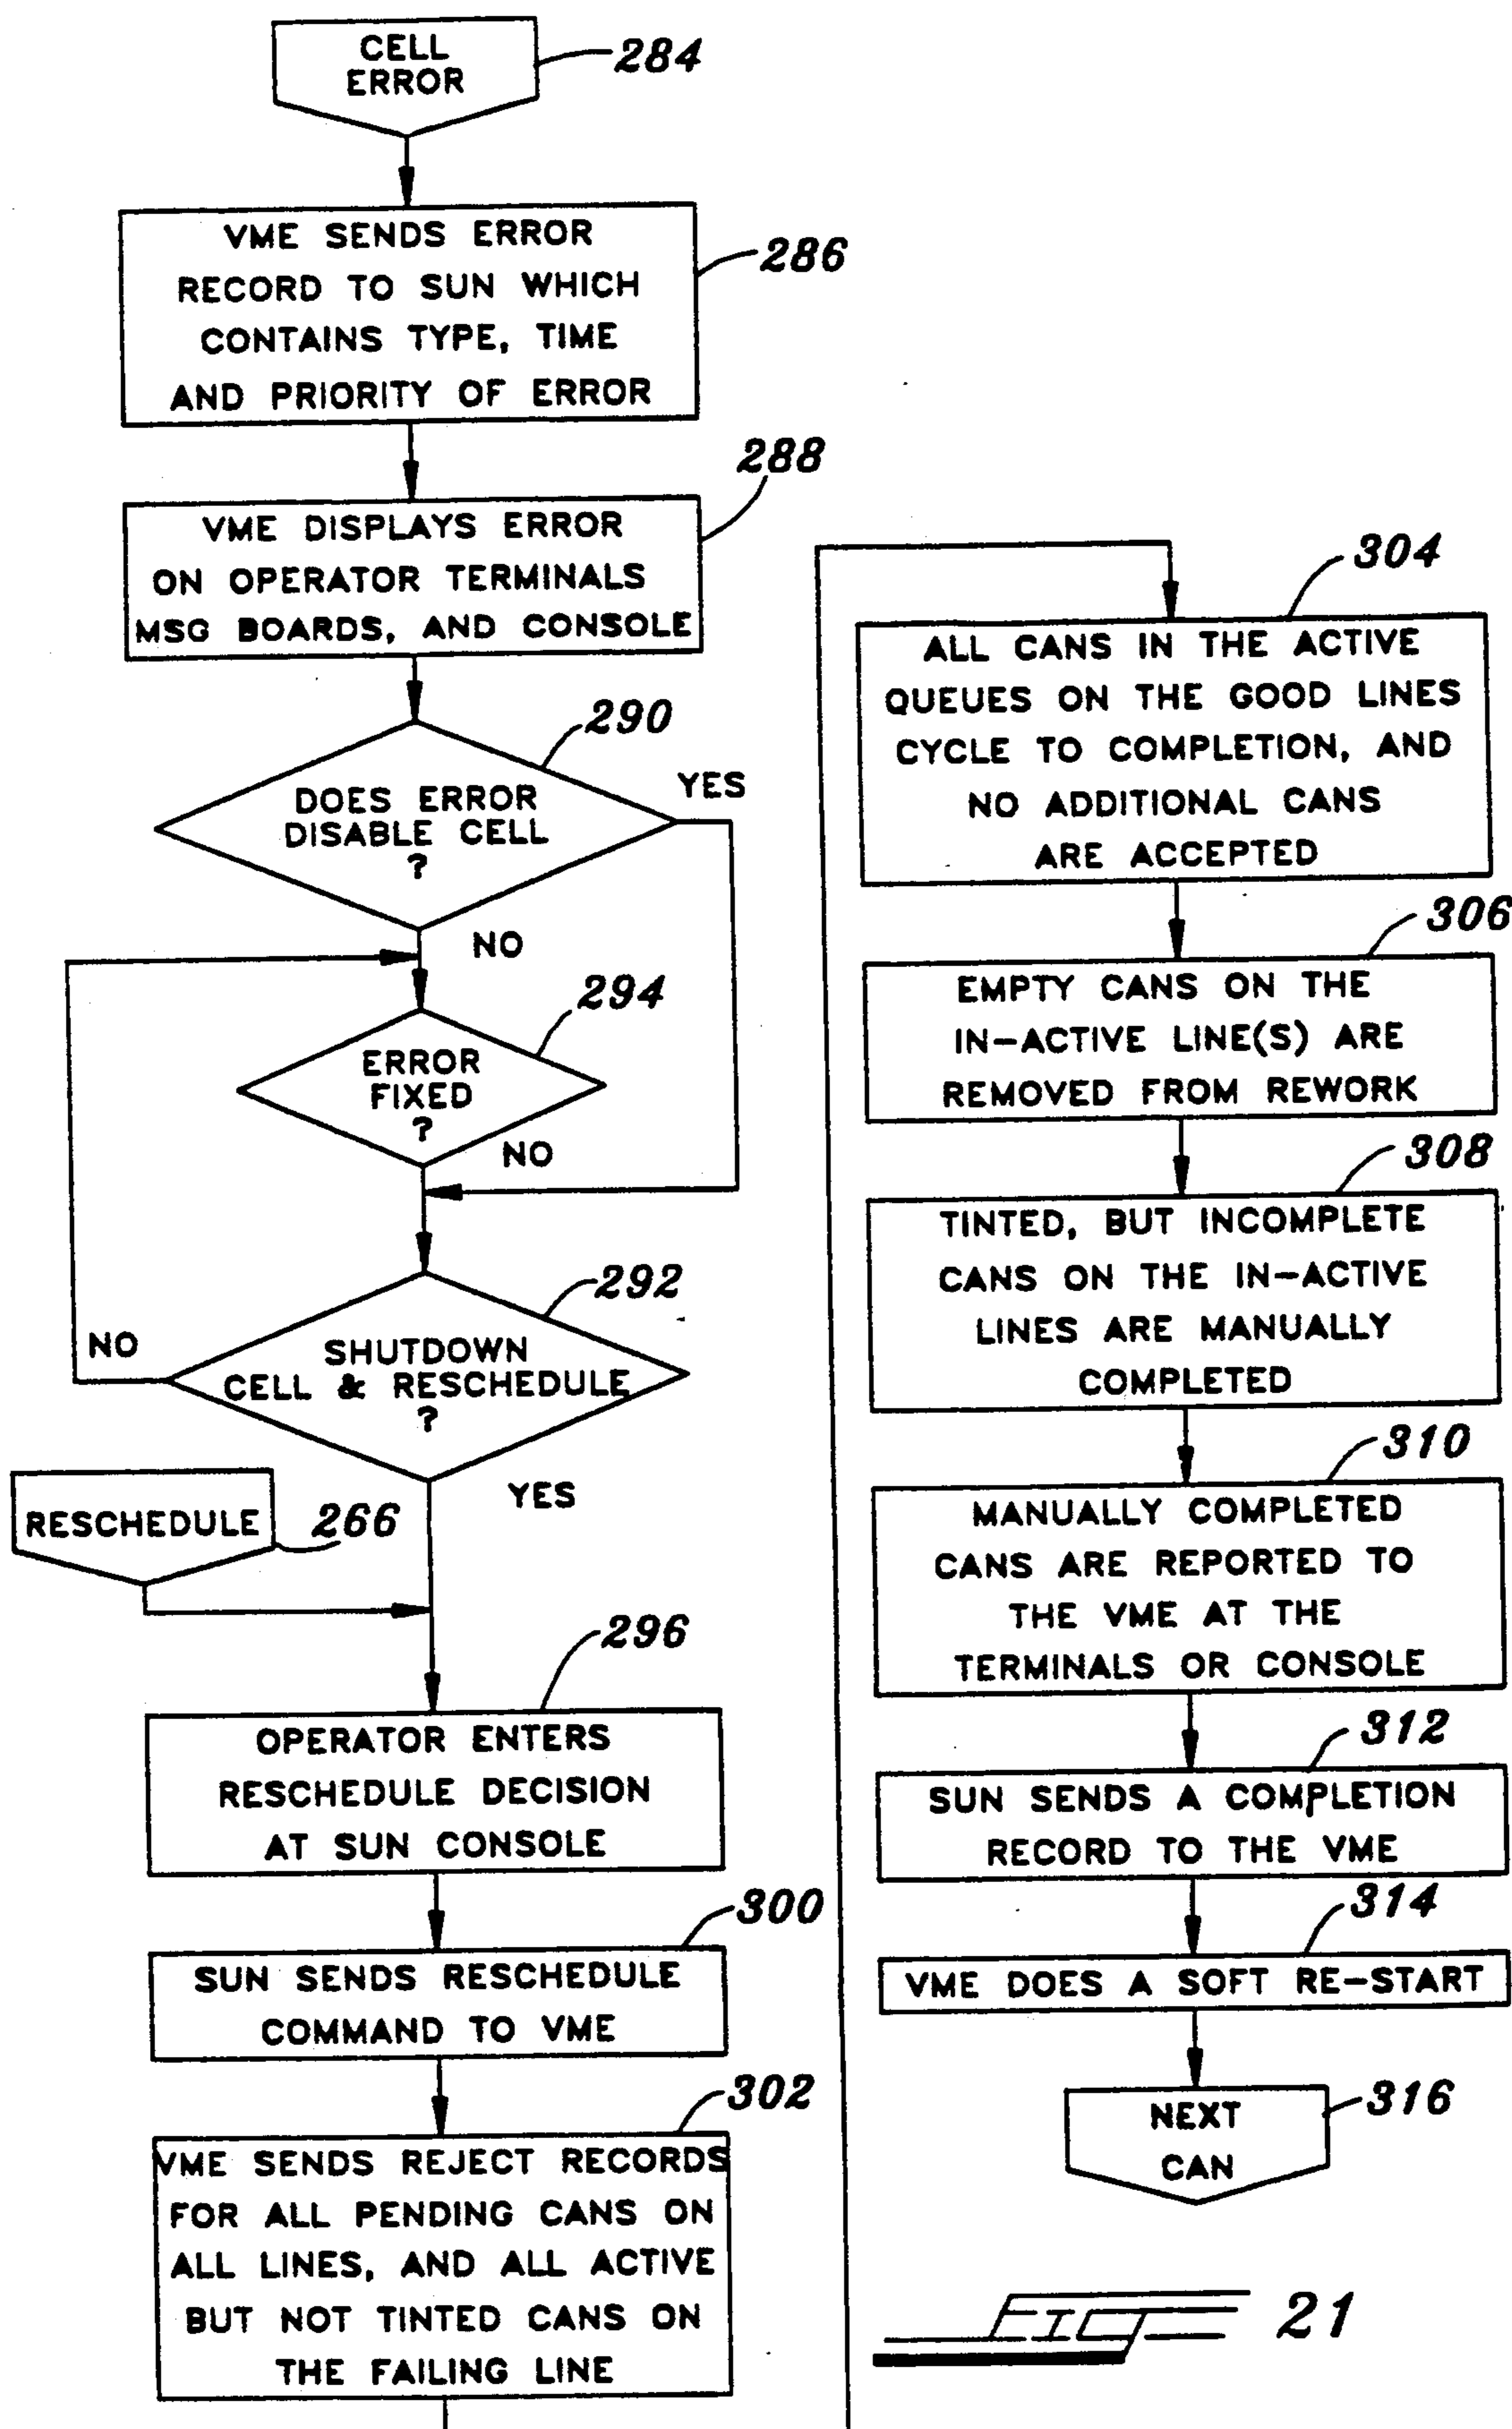 CELL
ERROR
284
VME SENDS ERROR
RECORD TO SUN WHICH
CONTAINS TYPE, TIME
AND PRIORITY OF ERROR
286
VME DISPLAYS ERROR
ON OPERATOR TERMINALS
MSG BOARDS, AND CONSOLE
288
DOES ERROR
DISABLE CELL
?
290
YES
NO
ERROR
FIXED
?
294
NO
SHUTDOWN
CELL & RESCHEDULE
?
292
NO
YES
RESCHEDULE
266
OPERATOR ENTERS
RESCHEDULE DECISION
AT SUN CONSOLE
296
SUN SENDS RESCHEDULE
COMMAND TO VME
300
VME SENDS REJECT RECORDS
FOR ALL PENDING CANS ON
ALL LINES, AND ALL ACTIVE
BUT NOT TINTED CANS ON
THE FAILING LINE
302
ALL CANS IN THE ACTIVE
QUEUES ON THE GOOD LINES
CYCLE TO COMPLETION, AND
NO ADDITIONAL CANS
ARE ACCEPTED
304
EMPTY CANS ON THE
IN-ACTIVE LINE(S) ARE
REMOVED FROM REWORK
306
TINTED, BUT INCOMPLETE
CANS ON THE IN-ACTIVE
LINES ARE MANUALLY
COMPLETED
308
MANUALLY COMPLETED
CANS ARE REPORTED TO
THE VME AT THE
TERMINALS OR CONSOLE
310
SUN SENDS A COMPLETION
RECORD TO THE VME
312
VME DOES A SOFT RE-START
314
NEXT
CAN
316
FIG 21